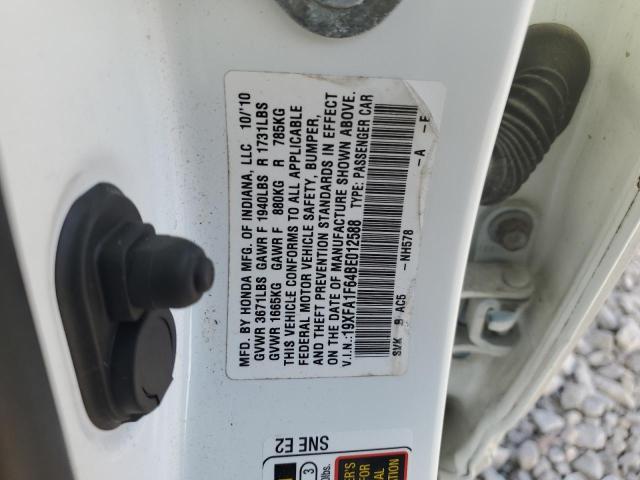 MFD. BY HONDA MFG. OF INDIANA, LLC 10/'10
GVWR 3671LBS GAWR F 1940LBS R 1731LBS
GVWR 1665KG GAWR F 880KG R 785KG
THIS VEHICLE CONFORMS TO ALL APPLICABLE
FEDERAL MOTOR VEHICLE SAFETY, BUMPER,
AND THEFT PREVENTION STANDARDS IN EFFECT
ON THE DATE OF MANUFACTURE SHOWN ABOVE.
V.I.N.:19XFA1F64BE012588 TYPE: PASSENGER CAR
SVK B AC5 -NH578 -A -E
SNE E2
3